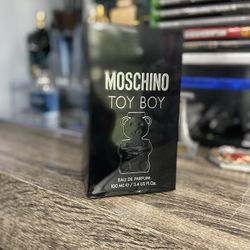 MOSCHINO
TOY BOY
EAU DE PARFUM
100 ML ℮ / 3.4 US FL.Oz.